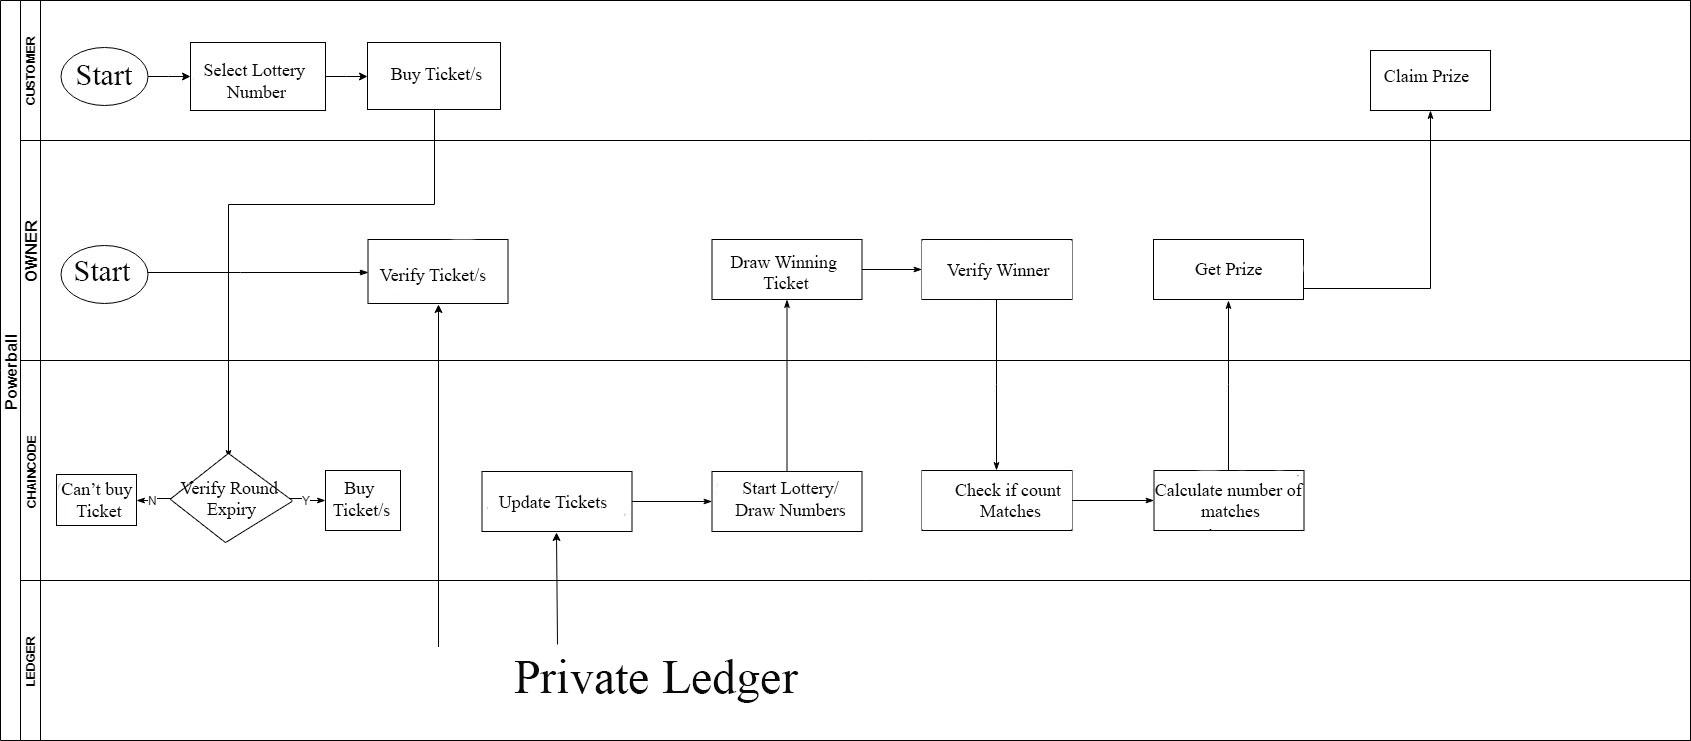 Powerball
CUSTOMER
Start
Select Lottery
Number
Buy Ticket/s
Claim Prize
OWNER
Start
Verify Ticket/s
Draw Winning
Ticket
Verify Winner
Get Prize
CHAINCODE
Can’t buy
Ticket
N
Verify Round
Expiry
Y
Buy
Ticket/s
Update Tickets
Start Lottery/
Draw Numbers
Check if count
Matches
Calculate number of
matches
LEDGER
Private Ledger